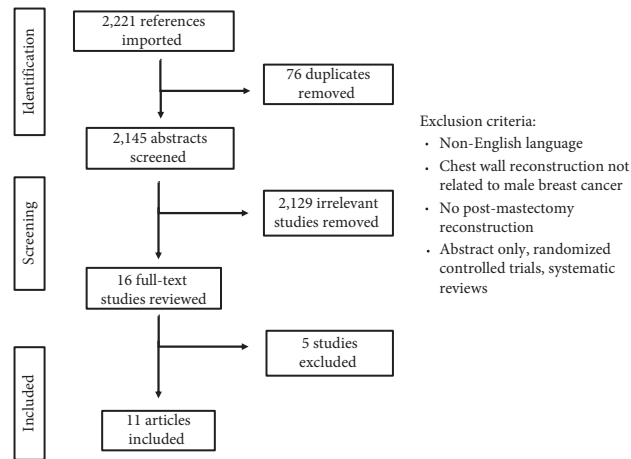 Identification
2,221 references
imported
76 duplicates
removed
2,145 abstracts
screened
Screening
2,129 irrelevant
studies removed
16 full-text
studies reviewed
Included
5 studies
excluded
11 articles
included
Exclusion criteria:
• Non-English language
• Chest wall reconstruction not
related to male breast cancer
• No post-mastectomy
reconstruction
• Abstract only, randomized
controlled trials, systematic
reviews